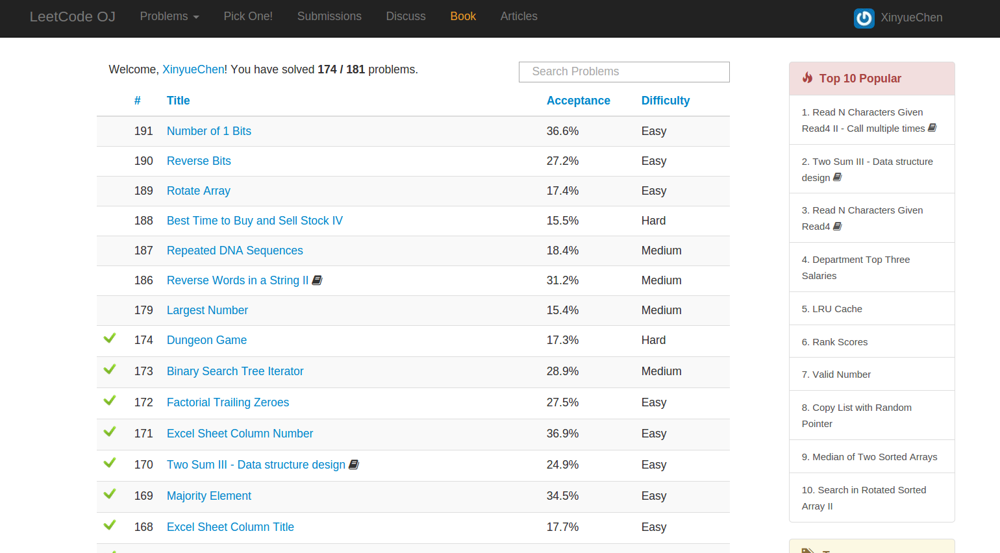 LeetCode OJ Problems Pick One! Submissions Discuss Book Articles XinyueChen
Welcome, XinyueChen! You have solved 174 / 181 problems.
Search Problems
# Title Acceptance Difficulty
191 Number of 1 Bits 36.6% Easy
190 Reverse Bits 27.2% Easy
189 Rotate Array 17.4% Easy
188 Best Time to Buy and Sell Stock IV 15.5% Hard
187 Repeated DNA Sequences 18.4% Medium
186 Reverse Words in a String II 31.2% Medium
179 Largest Number 15.4% Medium
174 Dungeon Game 17.3% Hard
173 Binary Search Tree Iterator 28.9% Medium
172 Factorial Trailing Zeroes 27.5% Easy
171 Excel Sheet Column Number 36.9% Easy
170 Two Sum III - Data structure design 24.9% Easy
169 Majority Element 34.5% Easy
168 Excel Sheet Column Title 17.7% Easy
Top 10 Popular
1. Read N Characters Given
Read4 II - Call multiple times
2. Two Sum III - Data structure
design
3. Read N Characters Given
Read4
4. Department Top Three
Salaries
5. LRU Cache
6. Rank Scores
7. Valid Number
8. Copy List with Random
Pointer
9. Median of Two Sorted Arrays
10. Search in Rotated Sorted
Array II